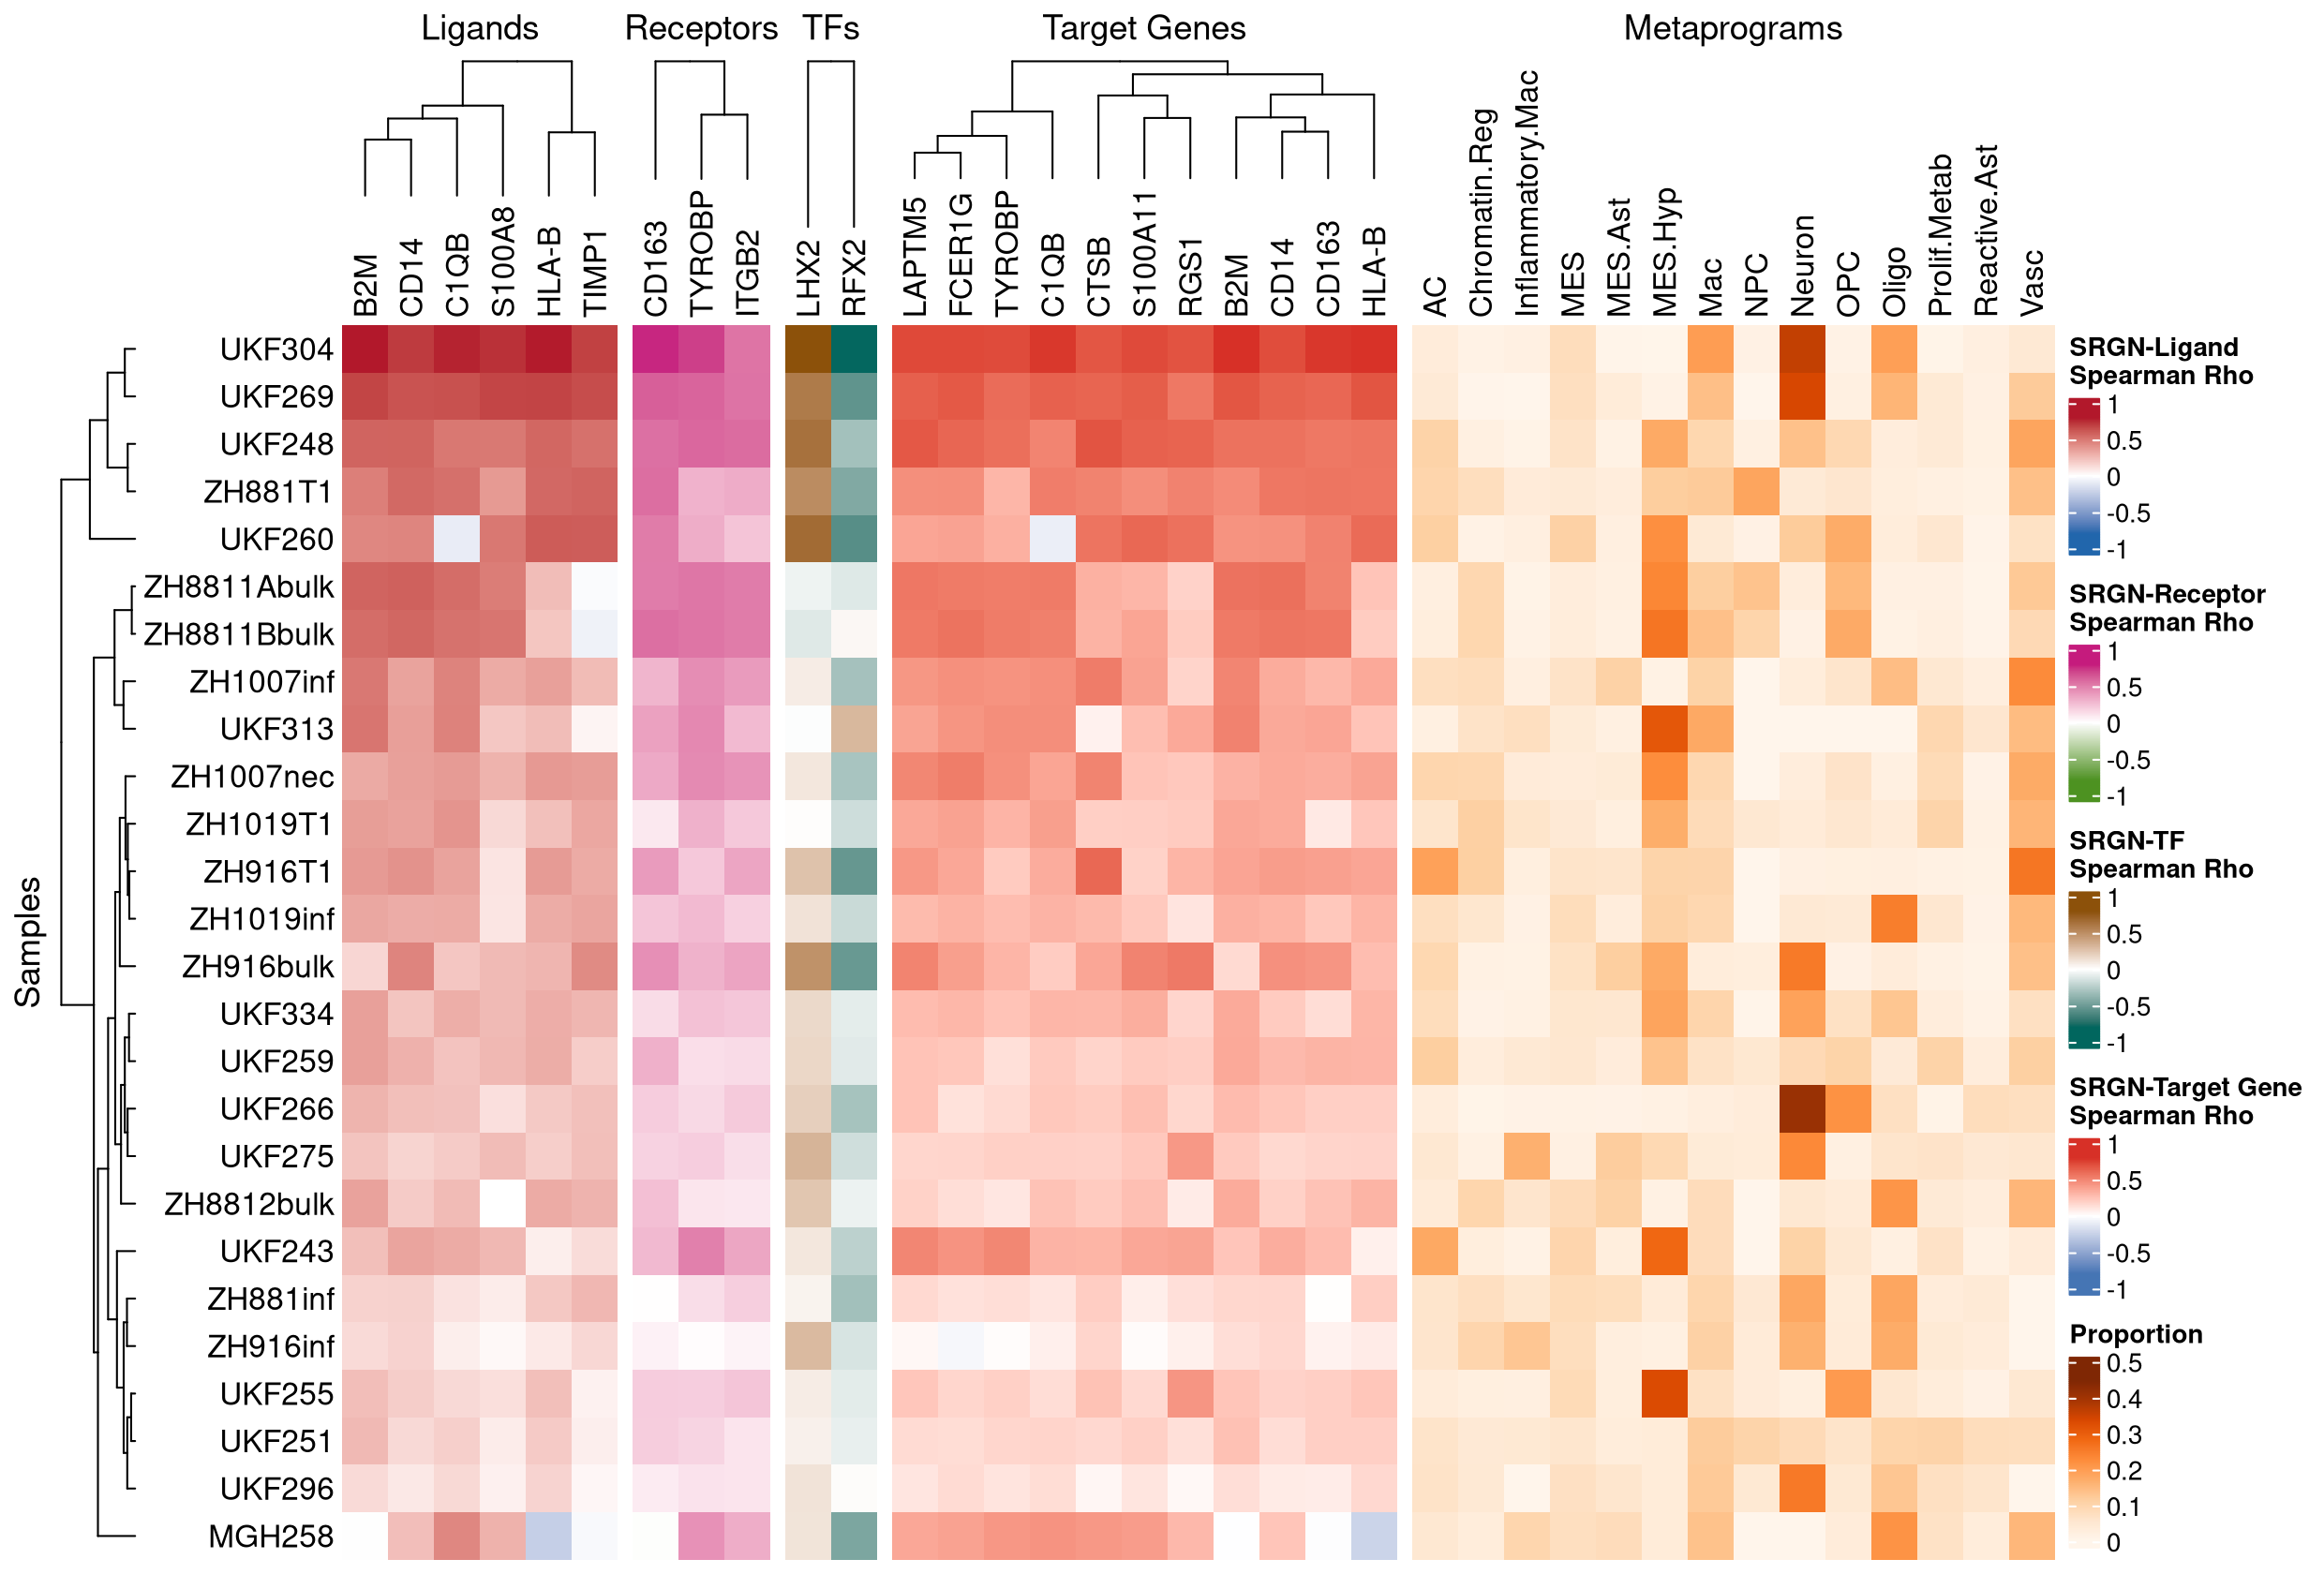 Ligands
Receptors
TFs
Target Genes
Metaprograms
B2M
CD14
C1QB
S100A8
HLA-B
TIMP1
CD163
TYROBP
ITGB2
LHX2
RFX2
LAPTM5
FCER1G
TYROBP
C1QB
CTSB
S100A11
RGS1
B2M
CD14
CD163
HLA-B
AC
Chromatin.Reg
Inflammatory.Mac
MES
MES.Ast
MES.Hyp
Mac
NPC
Neuron
OPC
Oligo
Prolif.Metab
Reactive.Ast
Vasc
Samples
UKF304
UKF269
UKF248
ZH881T1
UKF260
ZH8811Abulk
ZH8811Bbulk
ZH1007inf
UKF313
ZH1007nec
ZH1019T1
ZH916T1
ZH1019inf
ZH916bulk
UKF334
UKF259
UKF266
UKF275
ZH8812bulk
UKF243
ZH881inf
ZH916inf
UKF255
UKF251
UKF296
MGH258
SRGN-Ligand
Spearman Rho
1
0.5
0
-0.5
-1
SRGN-Receptor
Spearman Rho
1
0.5
0
-0.5
-1
SRGN-TF
Spearman Rho
1
0.5
0
-0.5
-1
SRGN-Target Gene
Spearman Rho
1
0.5
0
-0.5
-1
Proportion
0.5
0.4
0.3
0.2
0.1
0